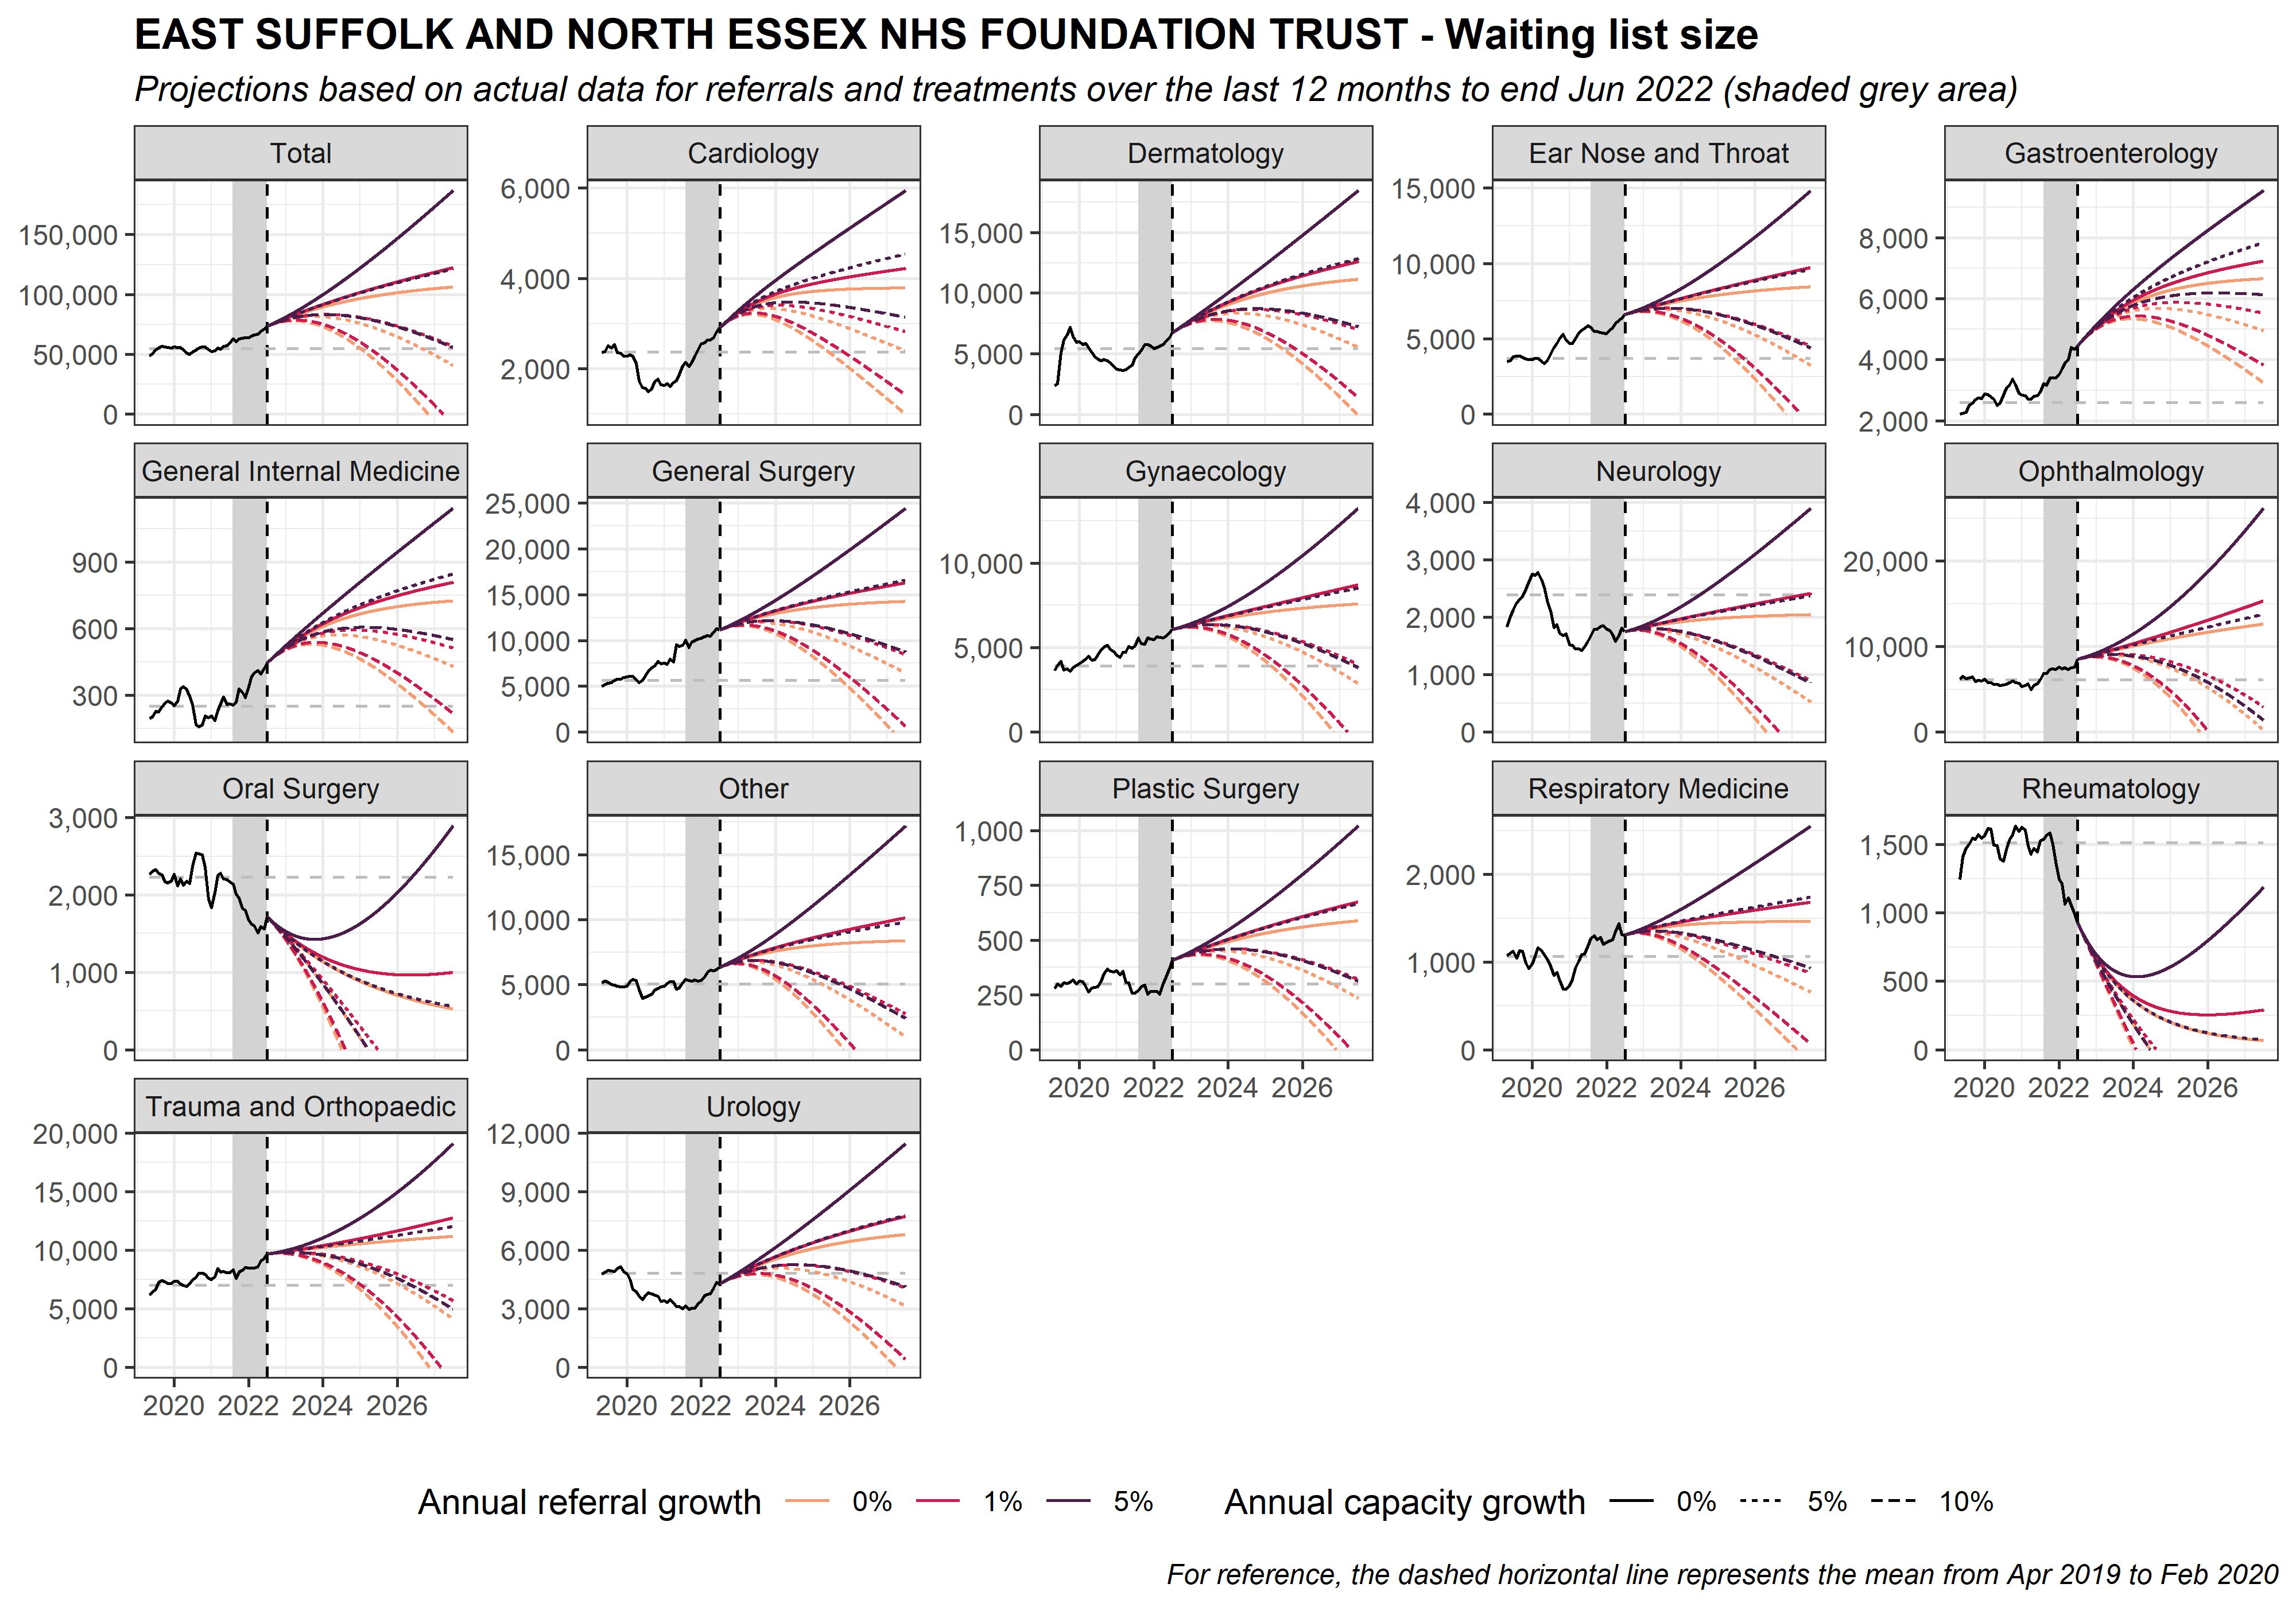 EAST SUFFOLK AND NORTH ESSEX NHS FOUNDATION TRUST - Waiting list size
Projections based on actual data for referrals and treatments over the last 12 months to end Jun 2022 (shaded grey area)
Total
150,000
100,000
50,000
0
Cardiology
6,000
4,000
2,000
Dermatology
15,000
10,000
5,000
0
Ear Nose and Throat
15,000
10,000
5,000
0
Gastroenterology
8,000
6,000
4,000
2,000
General Internal Medicine
900
600
300
General Surgery
25,000
20,000
15,000
10,000
5,000
0
Gynaecology
10,000
5,000
0
Neurology
4,000
3,000
2,000
1,000
0
Ophthalmology
20,000
10,000
0
Oral Surgery
3,000
2,000
1,000
0
Other
15,000
10,000
5,000
0
Plastic Surgery
1,000
750
500
250
0
2020 2022 2024 2026
Respiratory Medicine
2,000
1,000
0
2020 2022 2024 2026
Rheumatology
1,500
1,000
500
0
2020 2022 2024 2026
Trauma and Orthopaedic
20,000
15,000
10,000
5,000
0
2020 2022 2024 2026
Urology
12,000
9,000
6,000
3,000
0
2020 2022 2024 2026
Annual referral growth 0% 1% 5% Annual capacity growth 0% 5% 10%
For reference, the dashed horizontal line represents the mean from Apr 2019 to Feb 2020